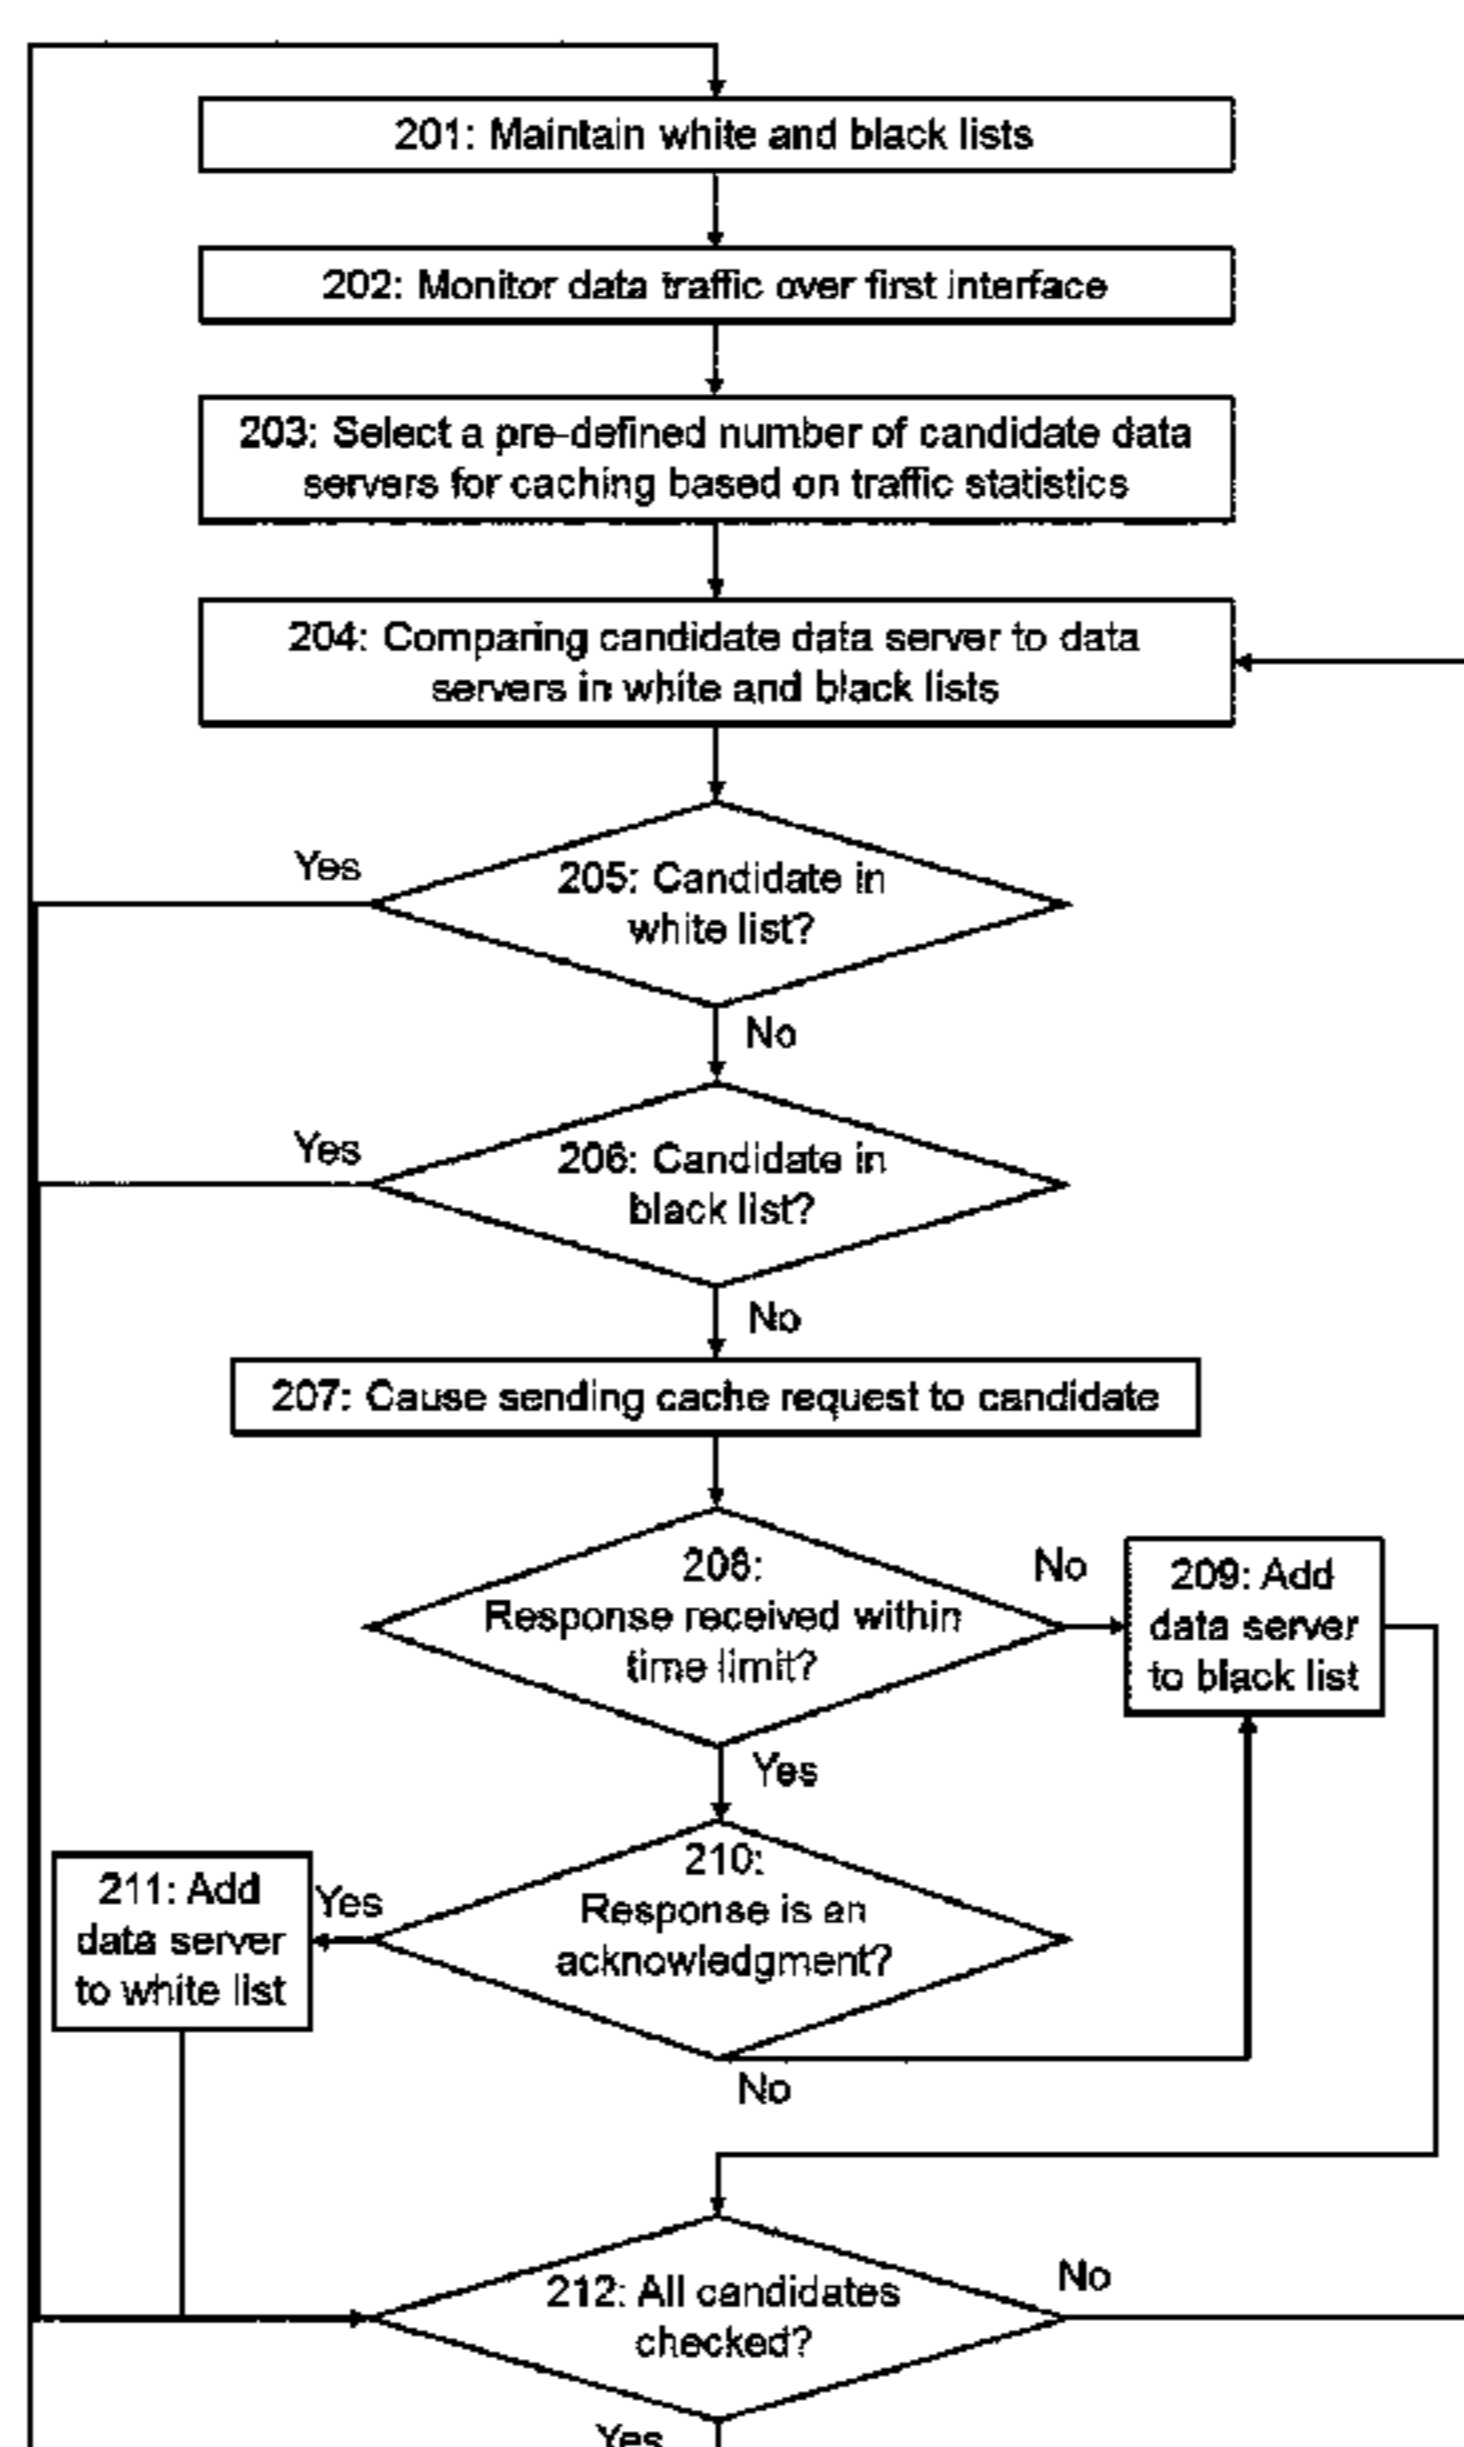 201: Maintain white and black lists
202: Monitor data traffic over first interface
203: Select a pre-defined number of candidate data
servers for caching based on traffic statistics
204: Comparing candidate data server to data
servers in white and black lists
Yes
205: Candidate in
white list?
No
Yes
206: Candidate in
black list?
No
207: Cause sending cache request to candidate
208:
Response received within
time limit?
No
209: Add
data server
to black list
Yes
210:
Response is an
acknowledgment?
Yes
211: Add
data server
to white list
No
212: All candidates
checked?
No
Yes